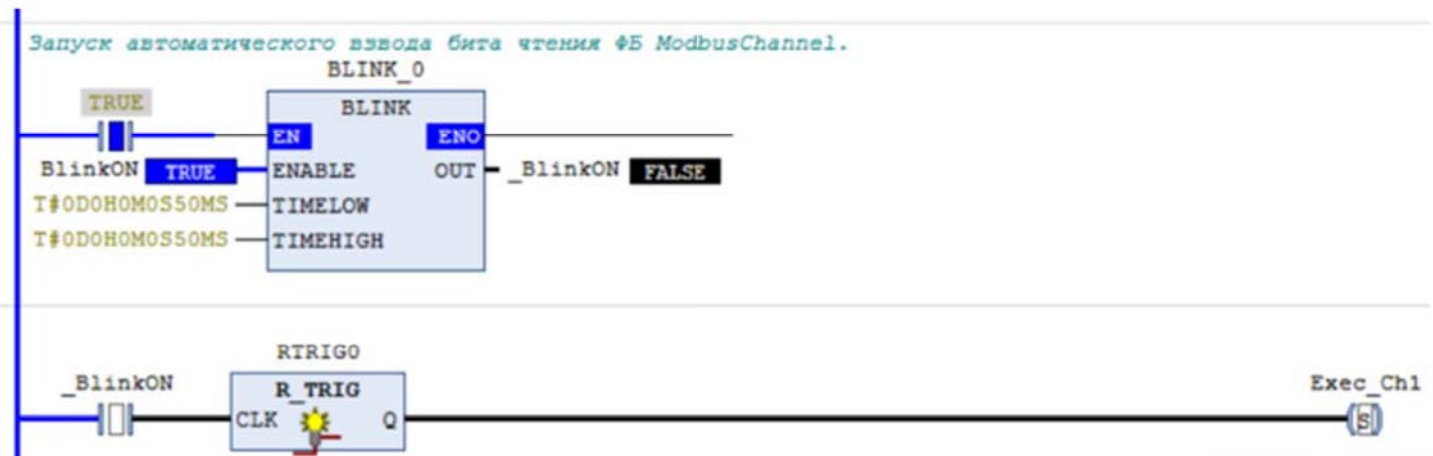 Запуск автоматического взвода бита чтения ФБ ModbusChannel.
BLINK_0
TRUE
BLINK
EN ENO
BlinkON TRUE ENABLE OUT _BlinkON FALSE
T#0D0H0M0S50MS TIMELOW
T#0D0H0M0S50MS TIMEHIGH
RTRIG0
_BlinkON R_TRIG Exec_Ch1
CLK Q S